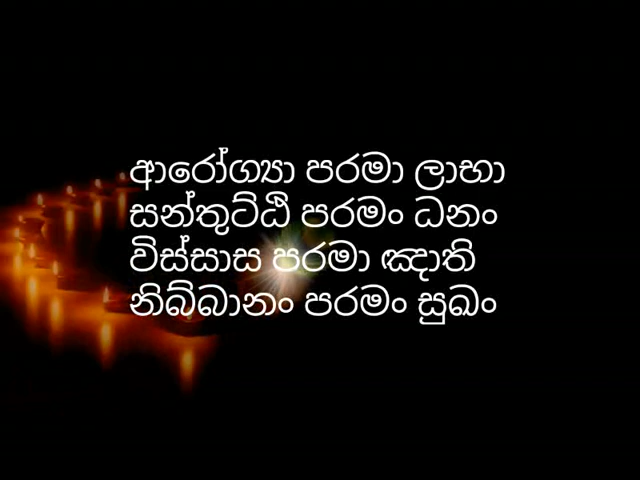 ආරෝග්‍යා පරමා ලාභා
සන්තුට්ඨි පරමං ධනං
විස්සාස පරමා ඤාති
නිබ්බානං පරමං සුඛං